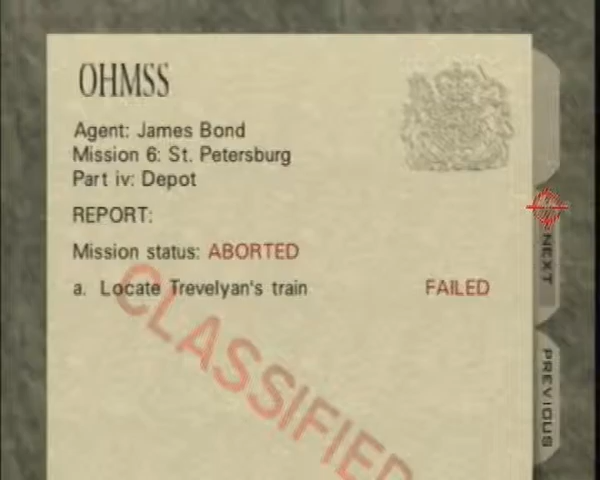 OHMSS
Agent: James Bond
Mission 6: St. Petersburg
Part iv: Depot
REPORT:
Mission status: ABORTED
a. Locate Trevelyan's train FAILED
CLASSIFIED
NEXT
PREVIOUS